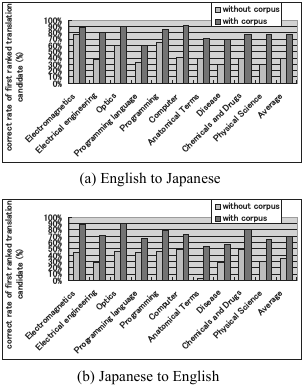 without corpus
with corpus
correct rate of first ranked translation
candidate (%)
100%
90%
80%
70%
60%
50%
40%
30%
20%
10%
0%
Electromagnetics
Electrical engineering
Optics
Programming language
Programming
Computer
Anatomical Terms
Disease
Chemicals and Drugs
Physical Science
Average
(a) English to Japanese
without corpus
with corpus
correct rate of first ranked translation
candidate (%)
100%
90%
80%
70%
60%
50%
40%
30%
20%
10%
0%
Electromagnetics
Electrical engineering
Optics
Programming language
Programming
Computer
Anatomical Terms
Disease
Chemicals and Drugs
Physical Science
Average
(b) Japanese to English